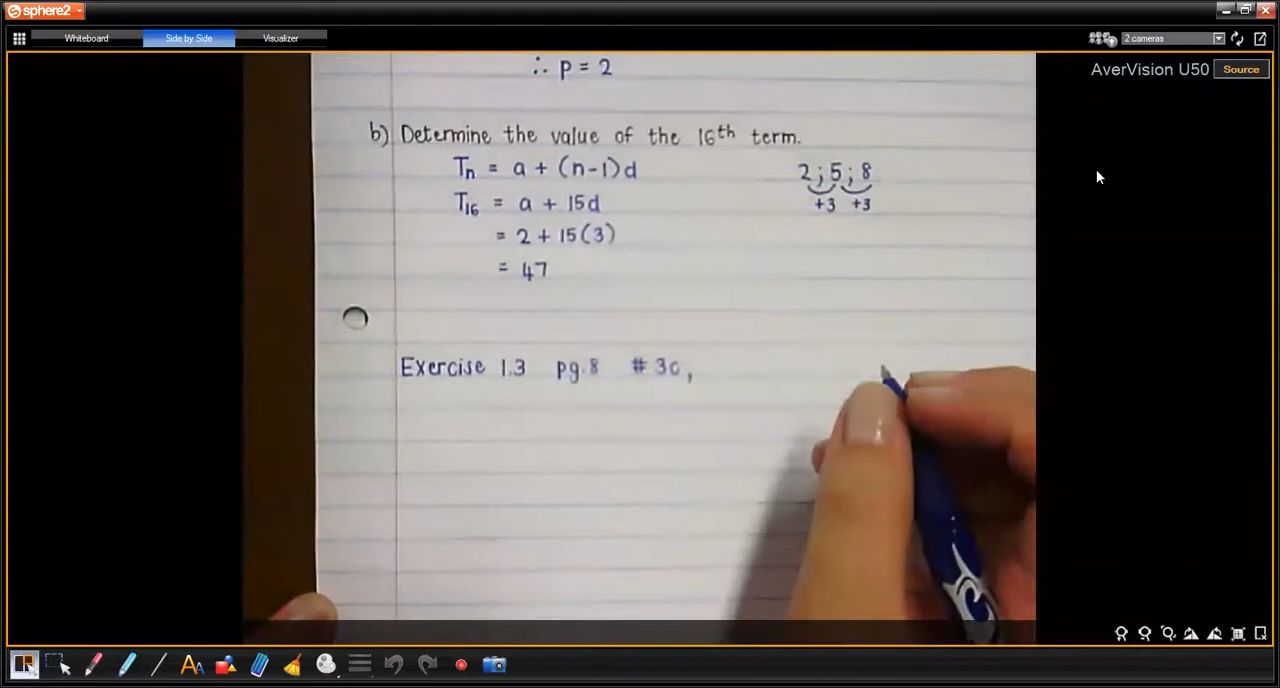 sphere2
Whiteboard
Side by Side
Visualizer
2 cameras
AverVision U50
Source
∴ p = 2
b) Determine the value of the 16th term.
Tn = a + (n-1)d
2 ; 5 ; 8
+3 +3
T16 = a + 15d
= 2 + 15(3)
= 47
Exercise 1.3 pg.8 # 3c,